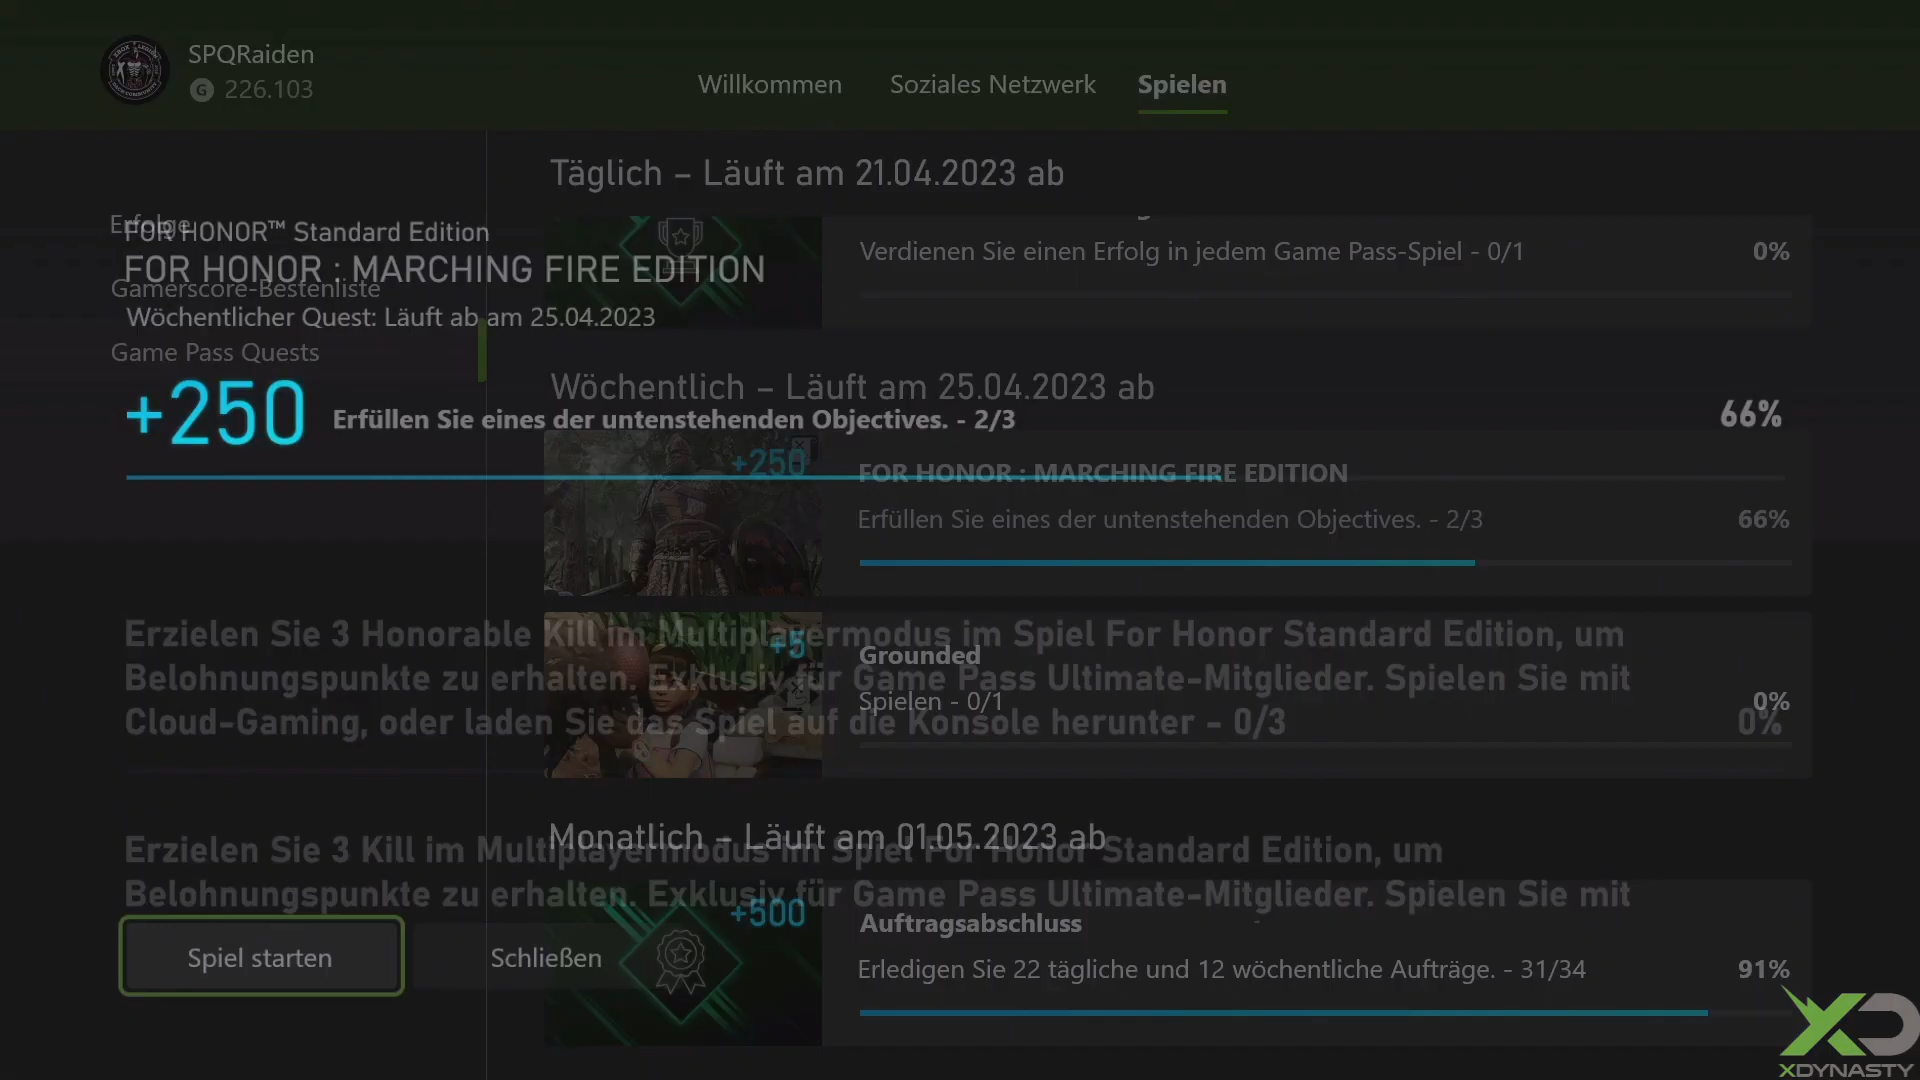 SPQRaiden
G 226.103
Willkommen
Soziales Netzwerk
Spielen
Täglich – Läuft am 21.04.2023 ab
Erfolge
FOR HONOR™ Standard Edition
Verdienen Sie einen Erfolg in jedem Game Pass-Spiel - 0/1
0%
FOR HONOR : MARCHING FIRE EDITION
Gamerscore-Bestenliste
Wöchentlicher Quest: Läuft ab am 25.04.2023
Game Pass Quests
Wöchentlich – Läuft am 25.04.2023 ab
+250
Erfüllen Sie eines der untenstehenden Objectives. - 2/3
66%
+250
FOR HONOR : MARCHING FIRE EDITION
Erfüllen Sie eines der untenstehenden Objectives. - 2/3
66%
Erzielen Sie 3 Honorable Kill im Multiplayermodus im Spiel For Honor Standard Edition, um
Belohnungspunkte zu erhalten. Exklusiv für Game Pass Ultimate-Mitglieder. Spielen Sie mit
Cloud-Gaming, oder laden Sie das Spiel auf die Konsole herunter - 0/3
0%
+5
Grounded
Spielen - 0/1
0%
Monatlich – Läuft am 01.05.2023 ab
Erzielen Sie 3 Kill im Multiplayermodus im Spiel For Honor Standard Edition, um
Belohnungspunkte zu erhalten. Exklusiv für Game Pass Ultimate-Mitglieder. Spielen Sie mit
+500
Auftragsabschluss
Erledigen Sie 22 tägliche und 12 wöchentliche Aufträge. - 31/34
91%
Spiel starten
Schließen
XD
XDYNASTY